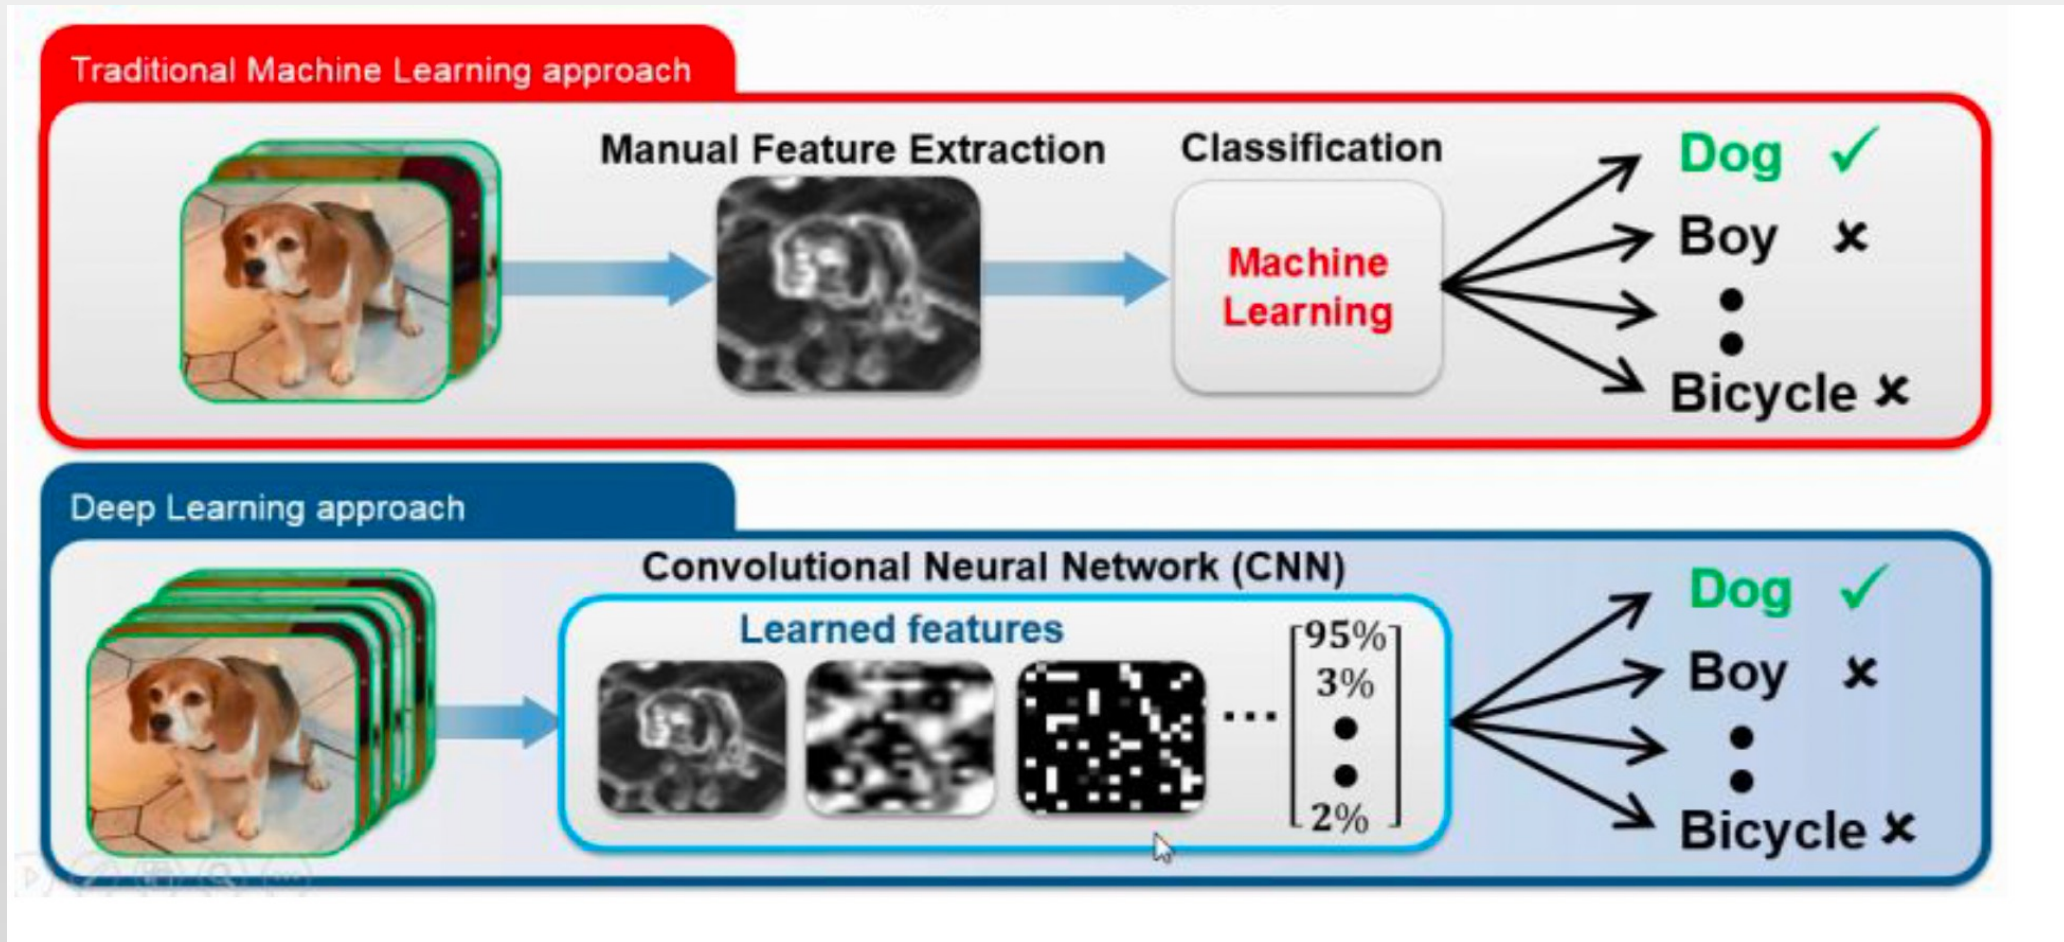 Traditional Machine Learning approach
Manual Feature Extraction
Classification
Machine
Learning
Dog ✓
Boy ✘
Bicycle ✘
Deep Learning approach
Convolutional Neural Network (CNN)
Learned features
...
95%
3%
2%
Dog ✓
Boy ✘
Bicycle ✘